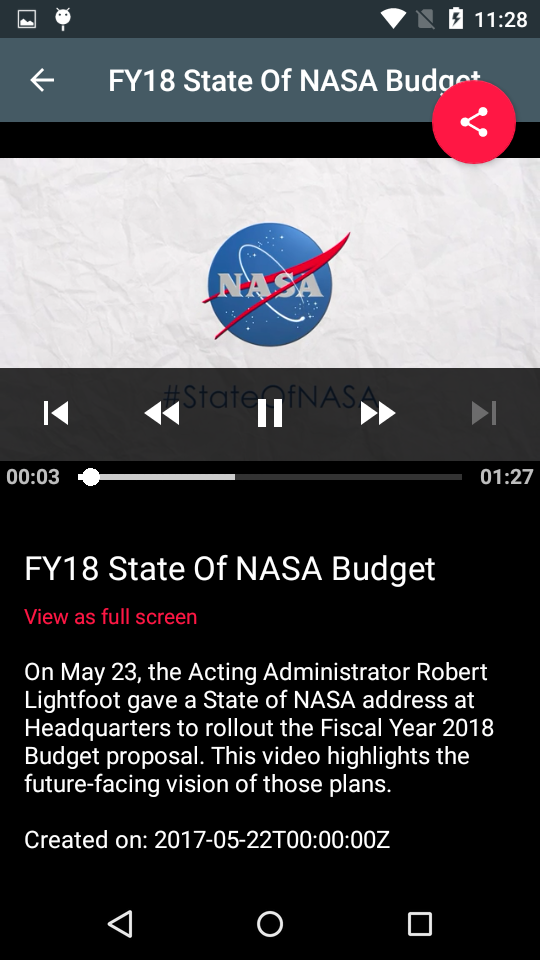 11:28
FY18 State Of NASA Budget
NASA
#StateOfNASA
00:03
01:27
FY18 State Of NASA Budget
View as full screen
On May 23, the Acting Administrator Robert
Lightfoot gave a State of NASA address at
Headquarters to rollout the Fiscal Year 2018
Budget proposal. This video highlights the
future-facing vision of those plans.
Created on: 2017-05-22T00:00:00Z